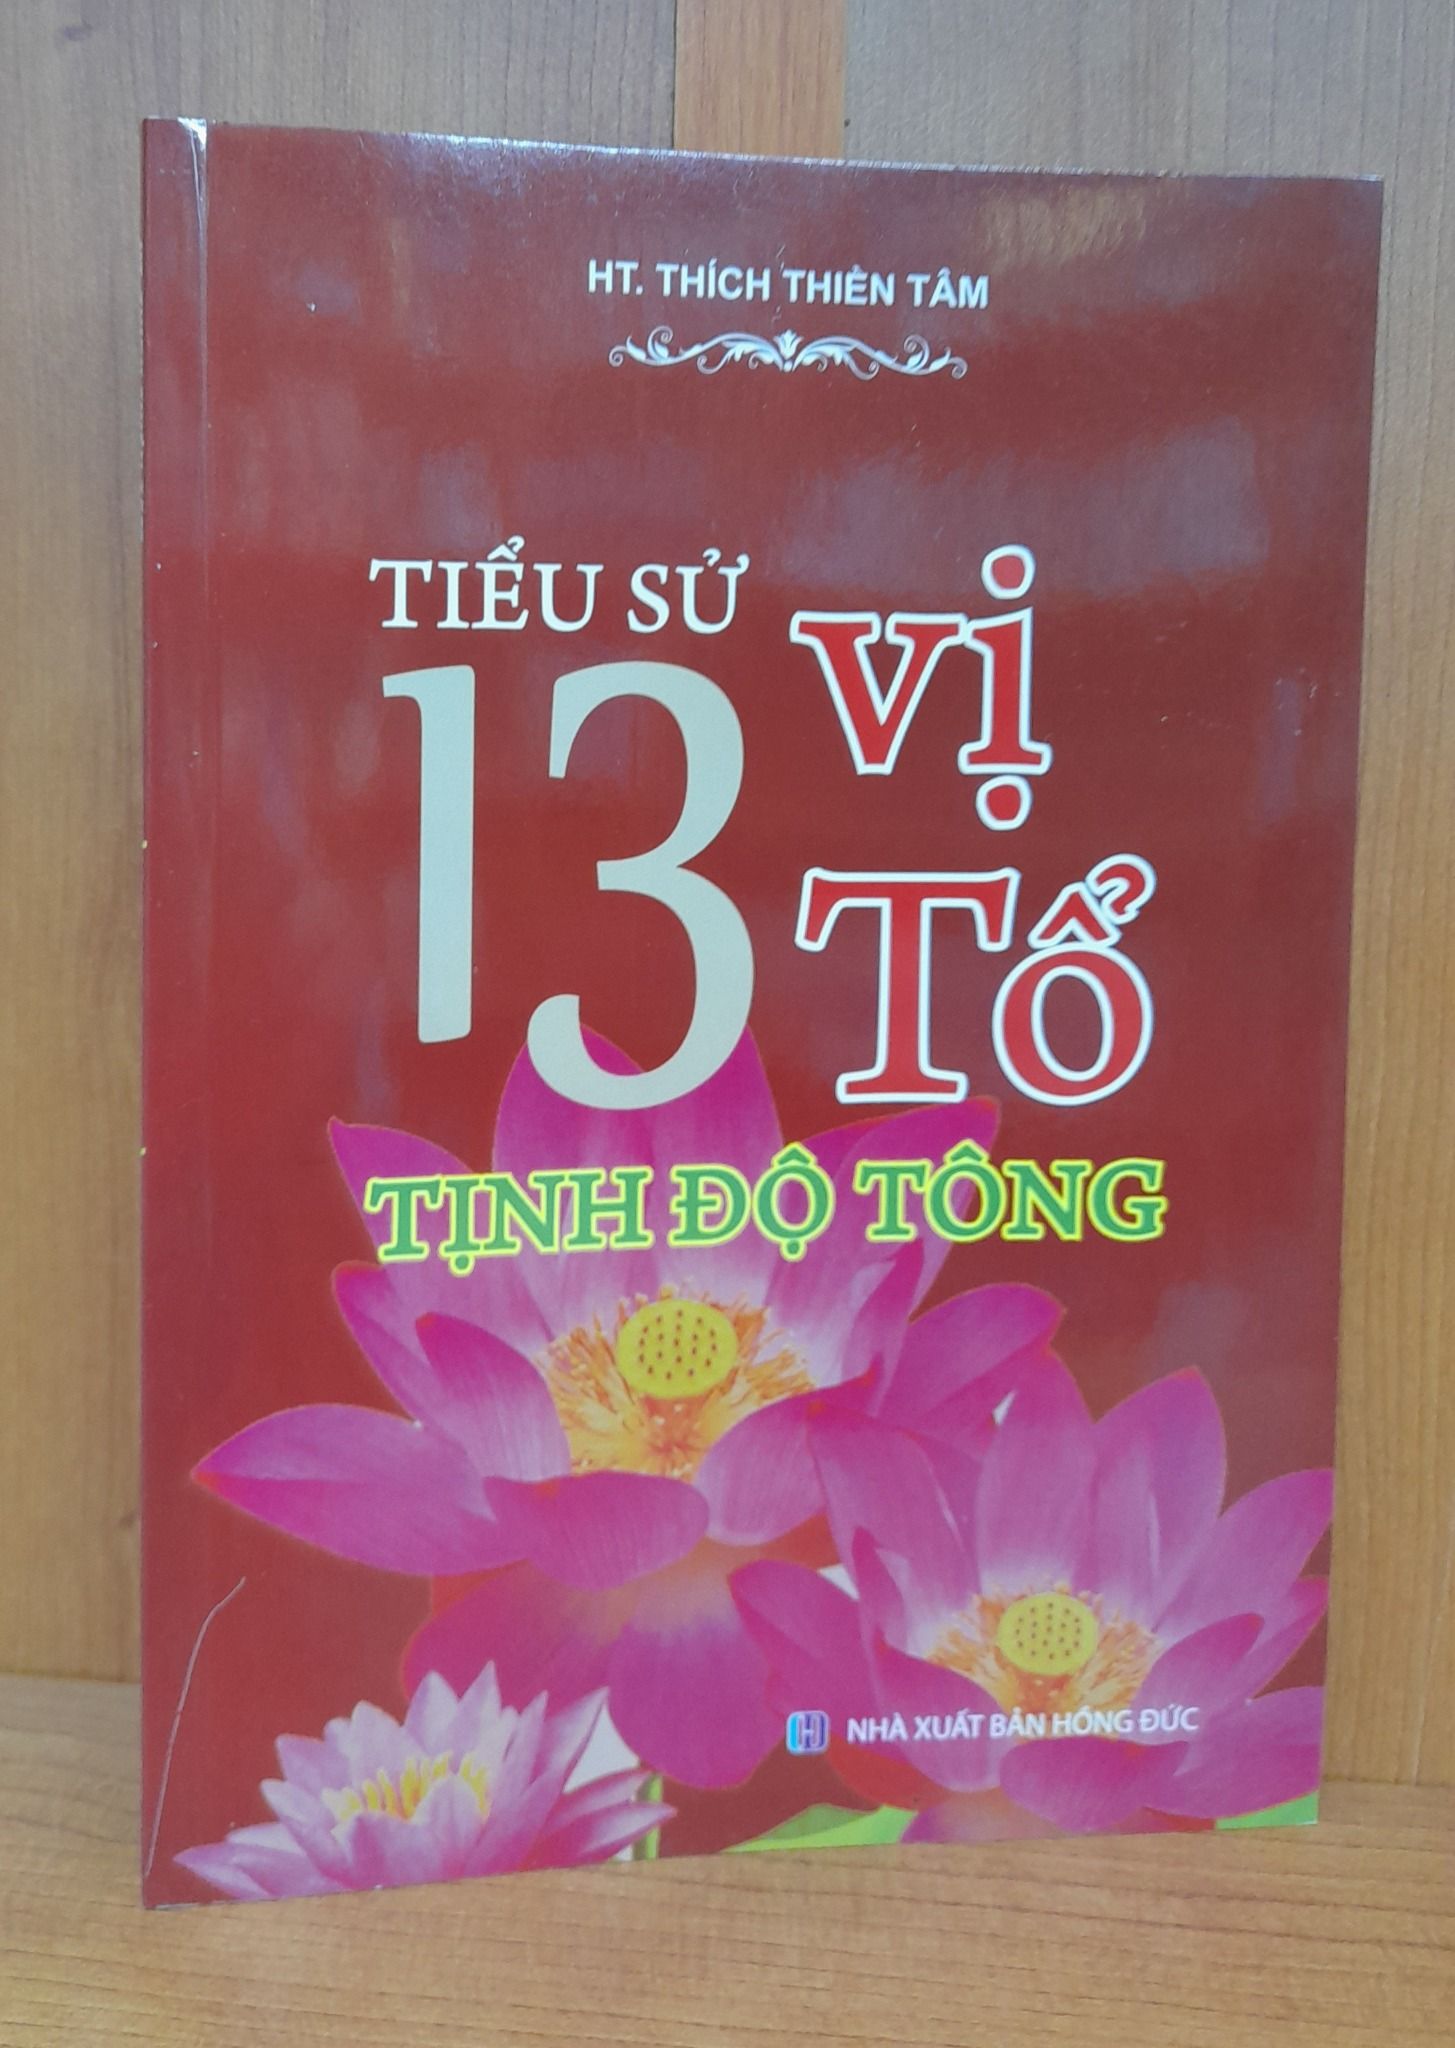 HT. THÍCH THIỀN TÂM
TIỂU SỬ
13
Vị
Tổ
TỊNH ĐỘ TÔNG
NHÀ XUẤT BẢN HỒNG ĐỨC